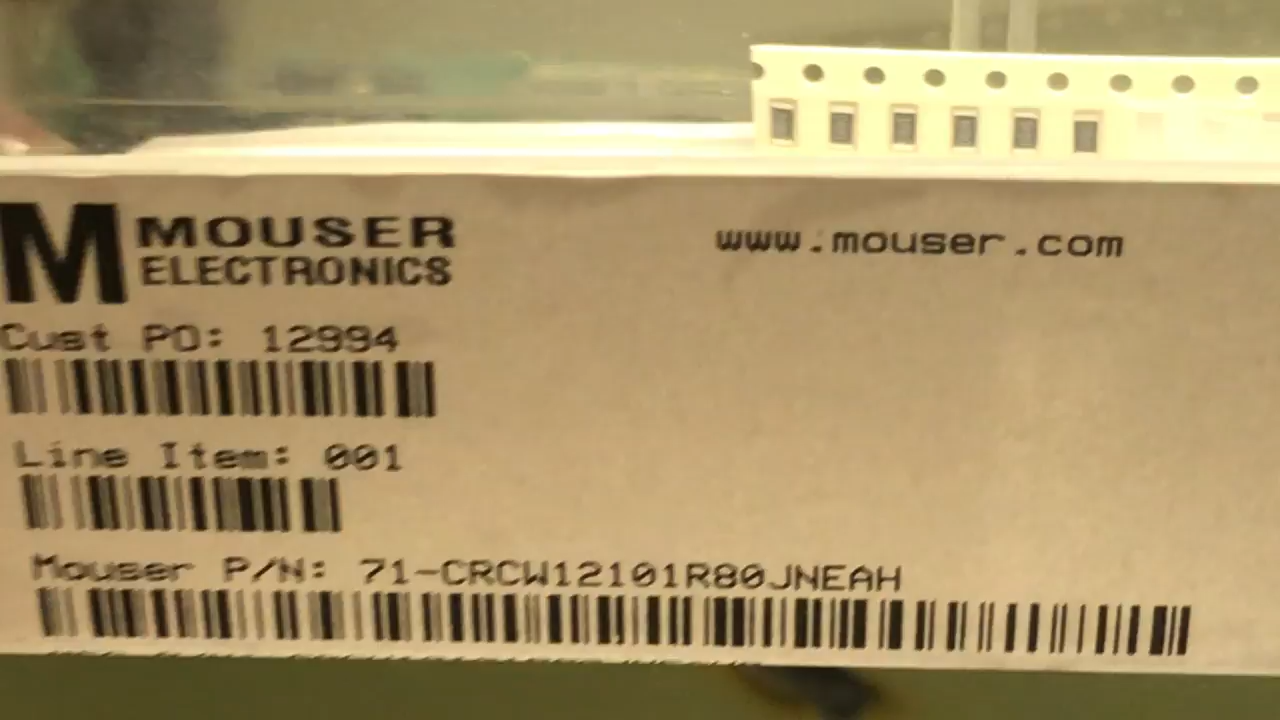 M MOUSER
ELECTRONICS
www.mouser.com
Cust PO: 12994
Line Item: 001
Mouser P/N: 71-CRCW12101R80JNEAH